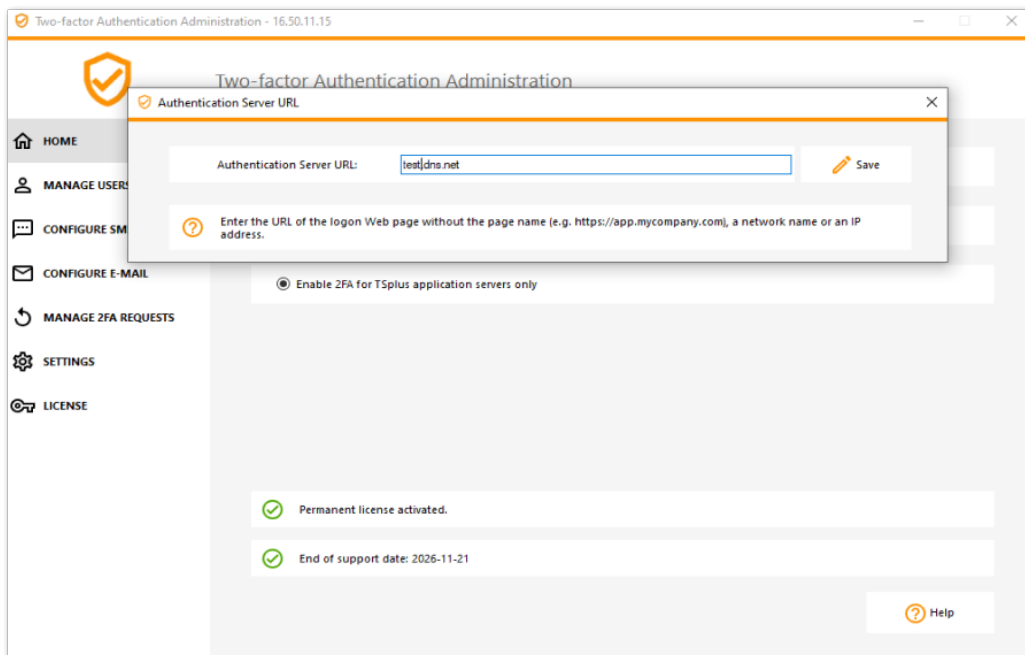 Two-factor Authentication Administration - 16.50.11.15
Two-factor Authentication Administration
Authentication Server URL
Authentication Server URL:
test.dns.net
Save
Enter the URL of the logon Web page without the page name (e.g. https://app.mycompany.com), a network name or an IP
address.
HOME
MANAGE USERS
CONFIGURE SM
CONFIGURE E-MAIL
MANAGE 2FA REQUESTS
SETTINGS
LICENSE
Enable 2FA for TSplus application servers only
Permanent license activated.
End of support date: 2026-11-21
Help